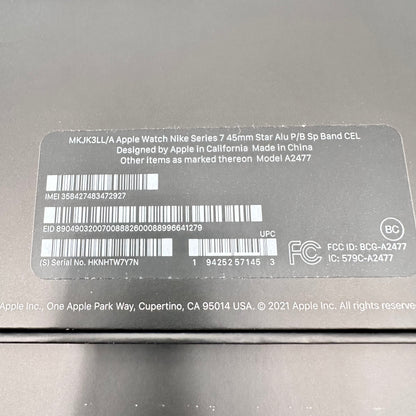 MKJK3LL/A Apple Watch Nike Series 7 45mm Star Alu P/B Sp Band CEL
Designed by Apple in California Made in China
Other items as marked thereon Model A2477
IMEI 358427483472927
EID 89049032007008882600088996641279
UPC
(S) Serial No. HKNHTW7Y7N
1 94252 57145 3
FC
FCC ID: BCG-A2477
IC: 579C-A2477
BC
Apple Inc., One Apple Park Way, Cupertino, CA 95014 USA. © 2021 Apple Inc. All rights reserved